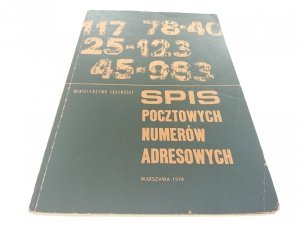 117 78-40
25-123
45-983
MINISTERSTWO ŁĄCZNOŚCI
SPIS
POCZTOWYCH
NUMERÓW
ADRESOWYCH
WARSZAWA 1974